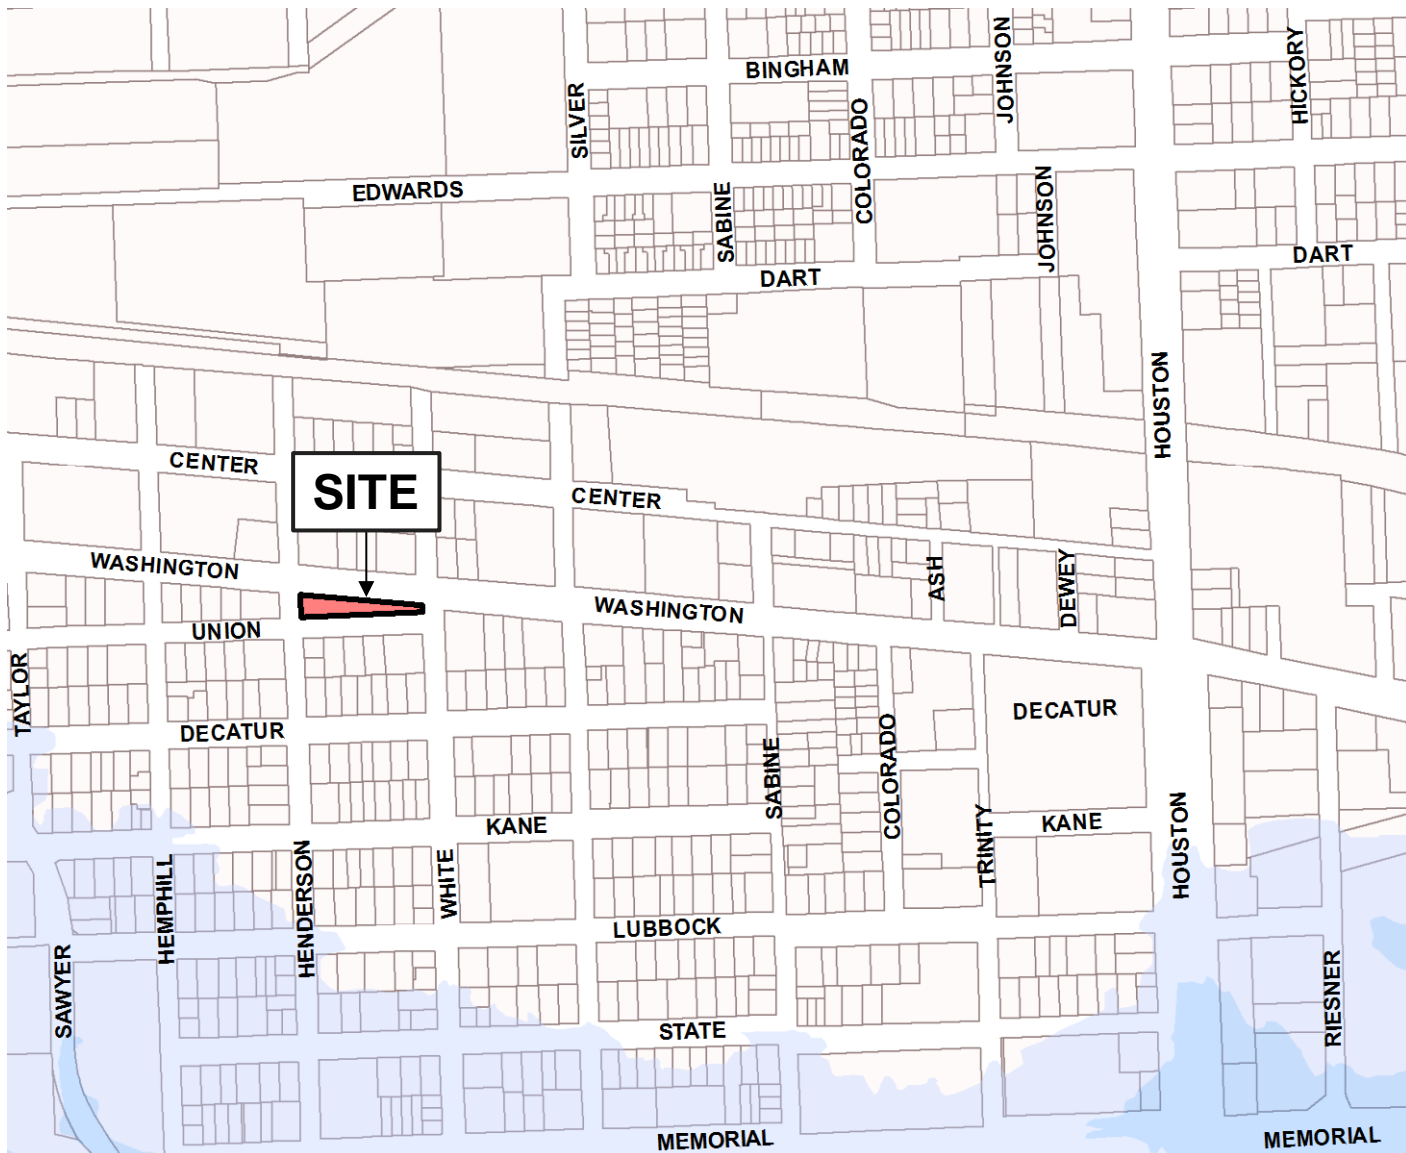 BINGHAM
JOHNSON
HICKORY
SILVER
COLORADO
EDWARDS
SABINE
JOHNSON
DART
DART
HOUSTON
CENTER
SITE
CENTER
WASHINGTON
ASH
DEWEY
WASHINGTON
UNION
TAYLOR
DECATUR
DECATUR
SABINE
COLORADO
KANE
KANE
TRINITY
HOUSTON
HEMPHILL
HENDERSON
WHITE
LUBBOCK
SAWYER
RIESNER
STATE
MEMORIAL
MEMORIAL